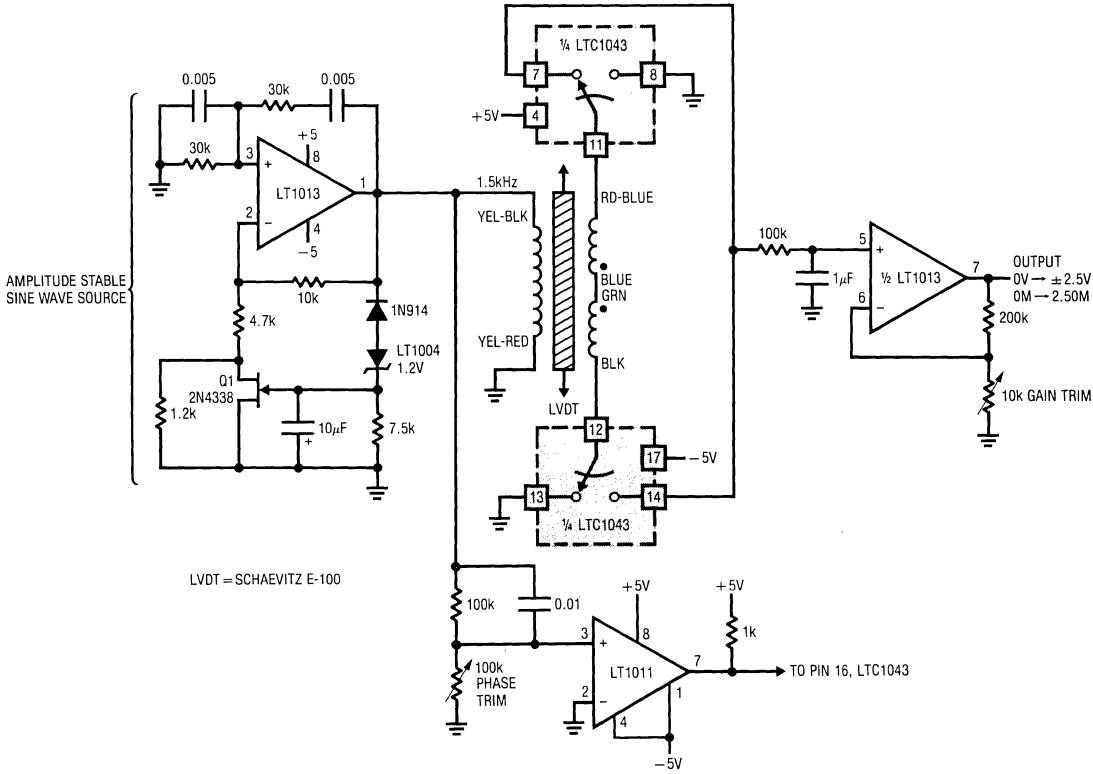 ¼ LTC1043
7
8
+5V
4
11
0.005
30k
0.005
30k
+5
3
+
8
LT1013
1
2
−
4
−5
1.5kHz
YEL-BLK
RD-BLUE
BLUE
GRN
YEL-RED
BLK
LVDT
AMPLITUDE STABLE
SINE WAVE SOURCE
10k
1N914
4.7k
LT1004
1.2V
Q1
2N4338
1.2k
10μF
+
7.5k
100k
5
+
1μF
½ LT1013
7
6
−
OUTPUT
0V → ±2.5V
0M → 2.50M
200k
10k GAIN TRIM
12
17
−5V
13
14
¼ LTC1043
LVDT = SCHAEVITZ E-100
100k
0.01
+5V
+5V
3
+
8
1k
100k
PHASE
TRIM
LT1011
7
TO PIN 16, LTC1043
2
−
1
4
−5V